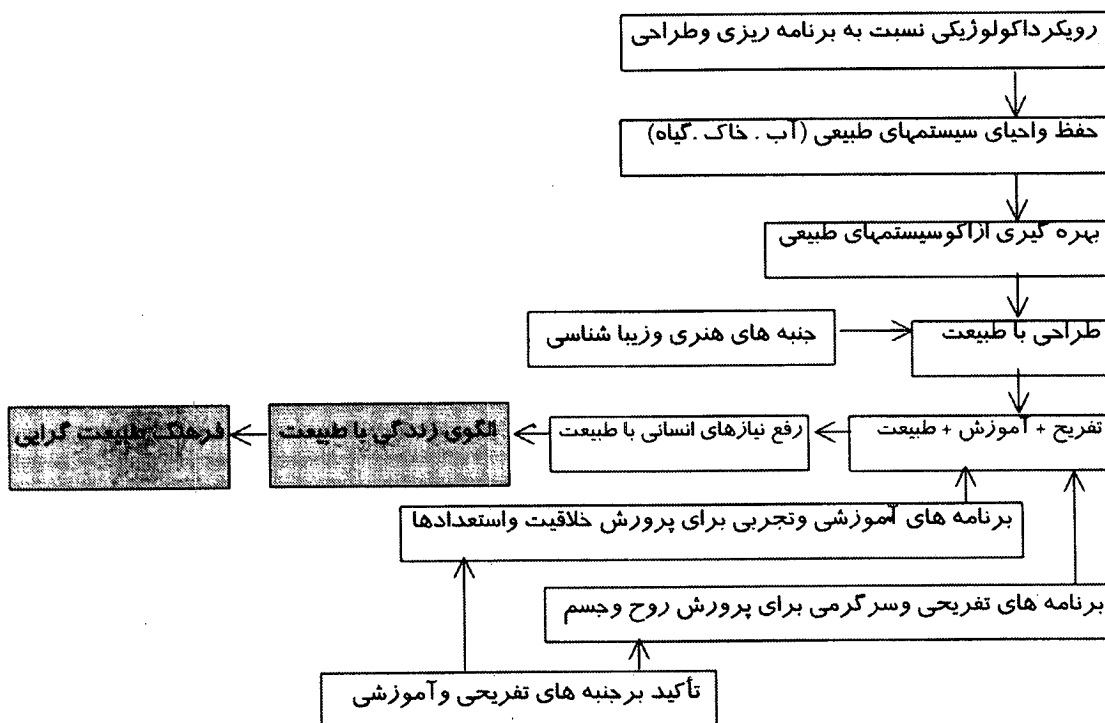 رویکرداکولوژیکی نسبت به برنامه ریزی وطراحی
حفظ واحیای سیستمهای طبیعی (آب . خاک .گیاه)
بهره گیری ازاکوسیستمهای طبیعی
طراحی با طبیعت
جنبه های هنری وزیبا شناسی
تفریح + آموزش + طبیعت
رفع نیازهای انسانی با طبیعت
الگوی زندگی با طبیعت
فرهنگ طبیعت گرایی
برنامه های آموزشی وتجربی برای پرورش خلاقیت واستعدادها
برنامه های تفریحی وسرگرمی برای پرورش روح وجسم
تأکید برجنبه های تفریحی وآموزشی